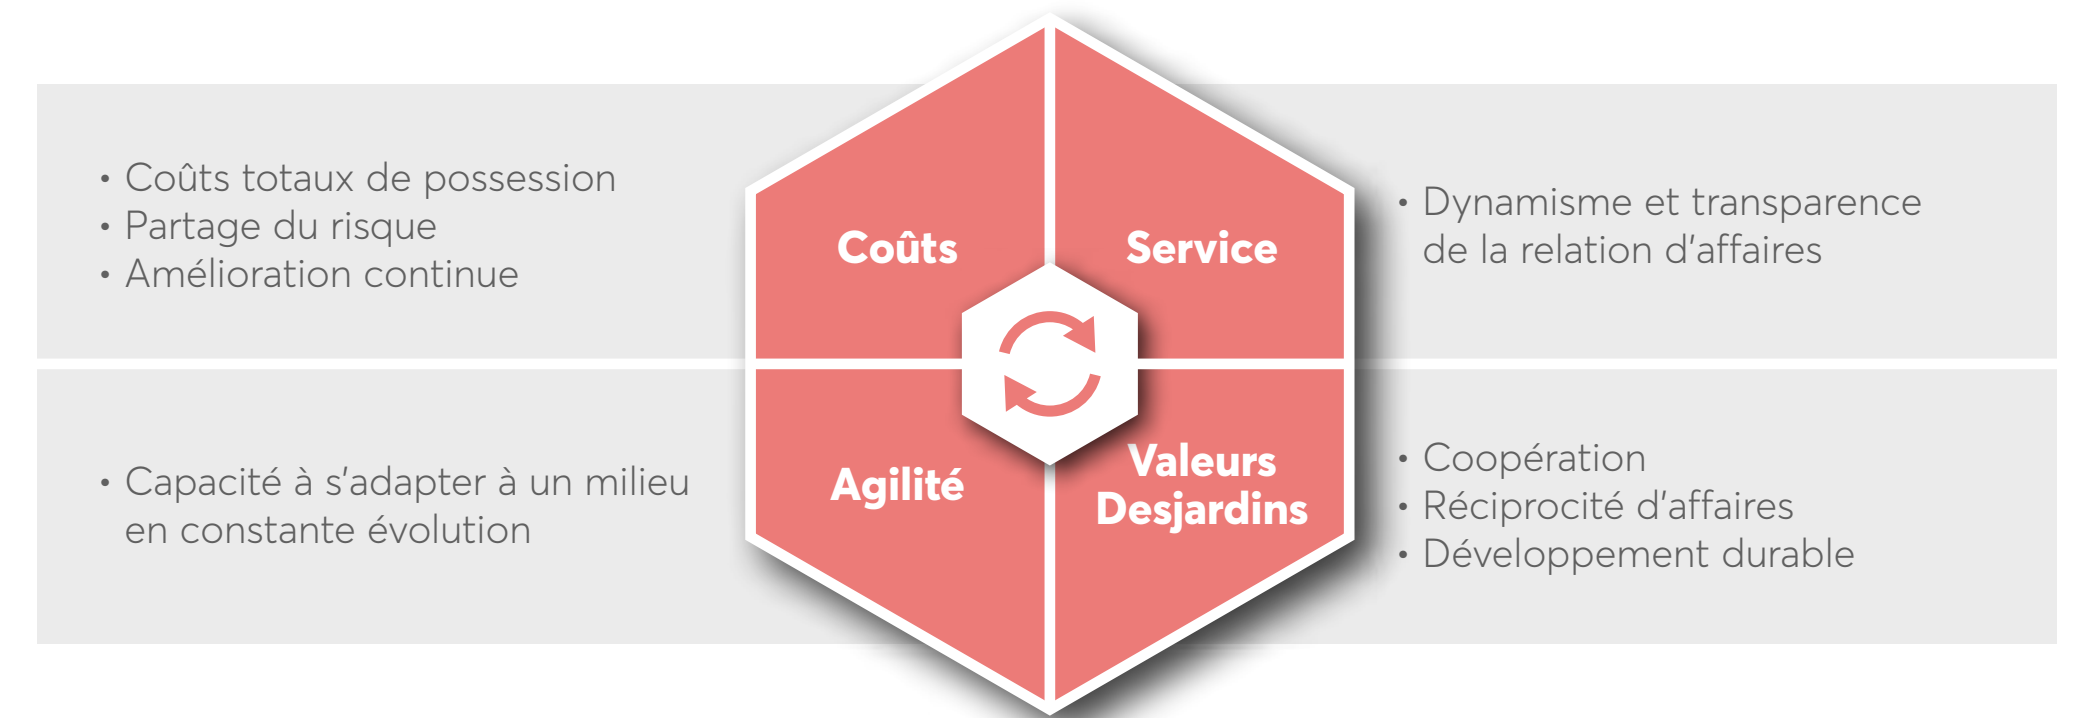 • Coûts totaux de possession
• Partage du risque
• Amélioration continue
Coûts
Service
• Dynamisme et transparence
de la relation d'affaires
• Capacité à s'adapter à un milieu
en constante évolution
Agilité
Valeurs
Desjardins
• Coopération
• Réciprocité d'affaires
• Développement durable